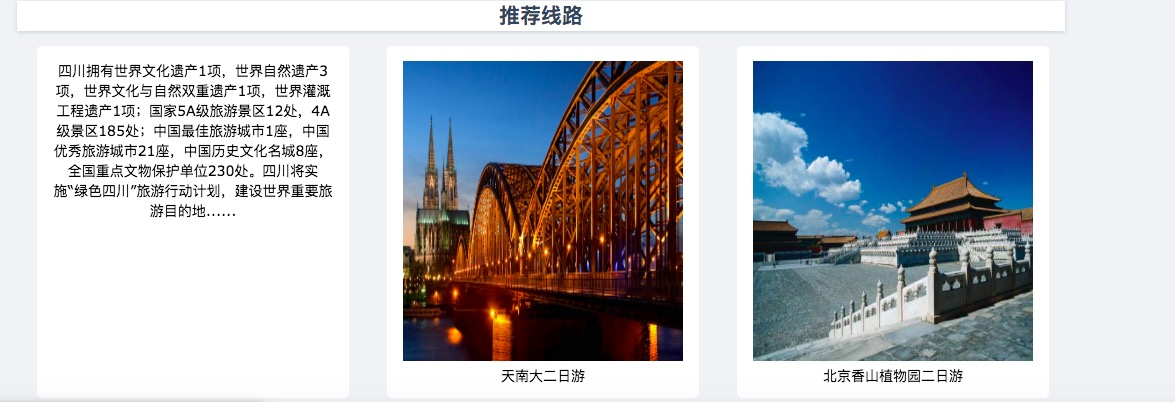 推荐线路
四川拥有世界文化遗产1项，世界自然遗产3
项，世界文化与自然双重遗产1项，世界灌溉
工程遗产1项；国家5A级旅游景区12处，4A
级景区185处；中国最佳旅游城市1座，中国
优秀旅游城市21座，中国历史文化名城8座，
全国重点文物保护单位230处。四川将实
施“绿色四川”旅游行动计划，建设世界重要旅
游目的地......
天南大二日游
北京香山植物园二日游